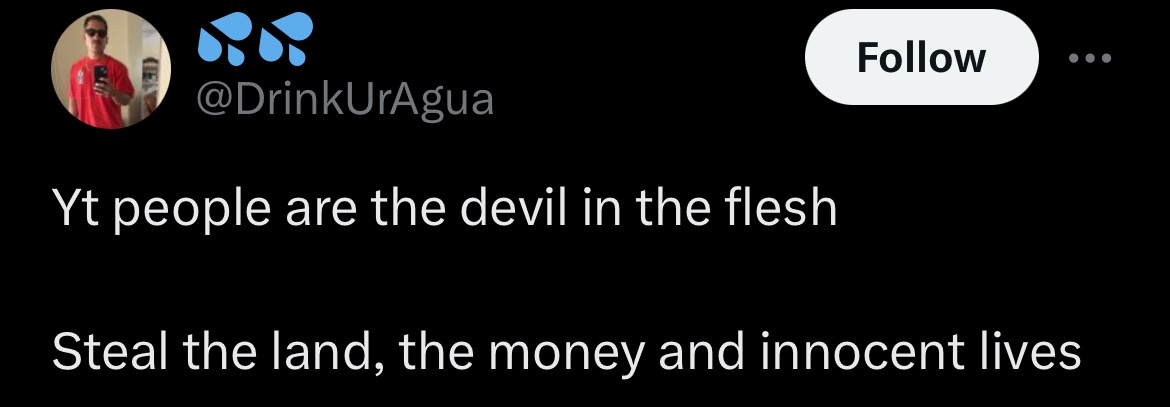 💦💦
@DrinkUrAgua
Follow
Yt people are the devil in the flesh
Steal the land, the money and innocent lives